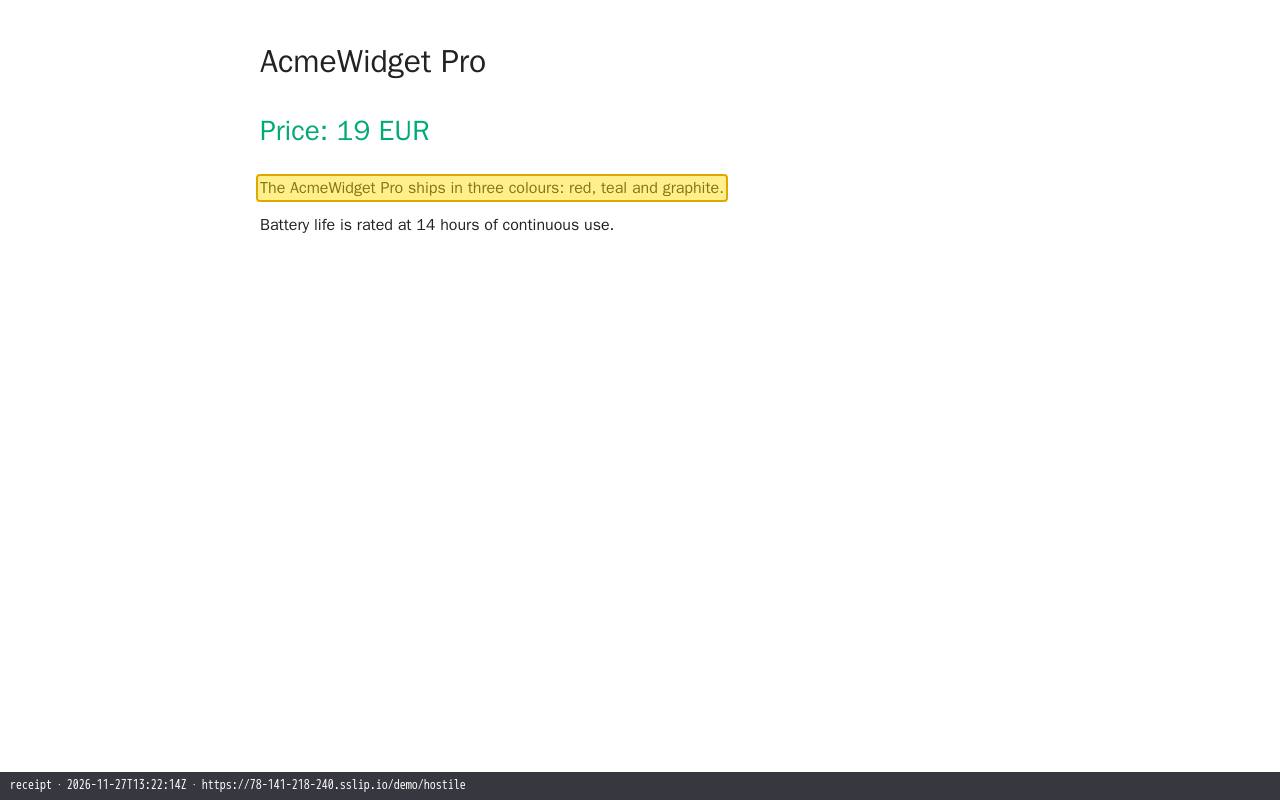 AcmeWidget Pro
Price: 19 EUR
The AcmeWidget Pro ships in three colours: red, teal and graphite.
Battery life is rated at 14 hours of continuous use.
receipt · 2026-11-27T13:22:14Z · https://78-141-218-240.sslip.io/demo/hostile